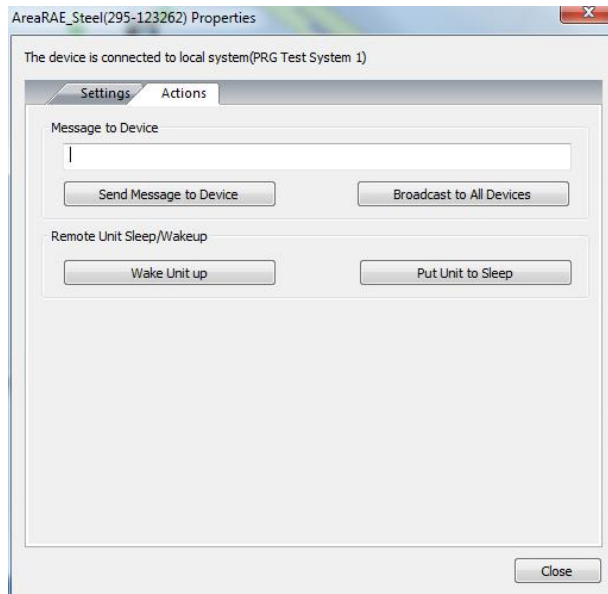 AreaRAE_Steel(295-123262) Properties
The device is connected to local system(PRG Test System 1)
Settings Actions
Message to Device
Send Message to Device Broadcast to All Devices
Remote Unit Sleep/Wakeup
Wake Unit up Put Unit to Sleep
Close